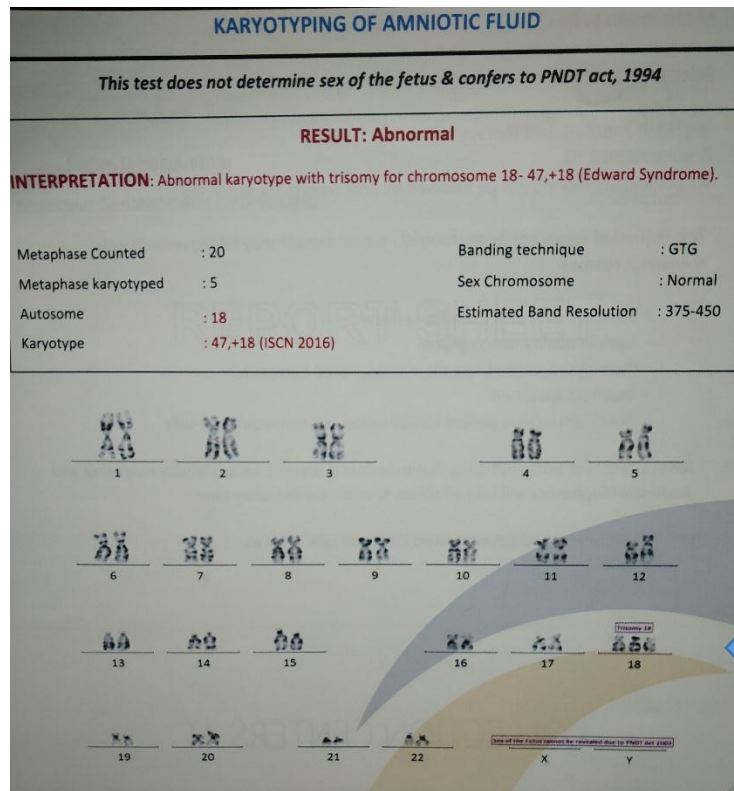 KARYOTYPING OF AMNIOTIC FLUID
This test does not determine sex of the fetus & confers to PNDT act, 1994
RESULT: Abnormal
INTERPRETATION: Abnormal karyotype with trisomy for chromosome 18- 47,+18 (Edward Syndrome).
Metaphase Counted : 20 Banding technique : GTG
Metaphase karyotyped : 5 Sex Chromosome : Normal
Autosome : 18 Estimated Band Resolution : 375-450
Karyotype : 47,+18 (ISCN 2016)
1 2 3 4 5
6 7 8 9 10 11 12
Trisomy 18
13 14 15 16 17 18
Sex of the Fetus cannot be revealed due to PNDT Act 2003
19 20 21 22 X Y